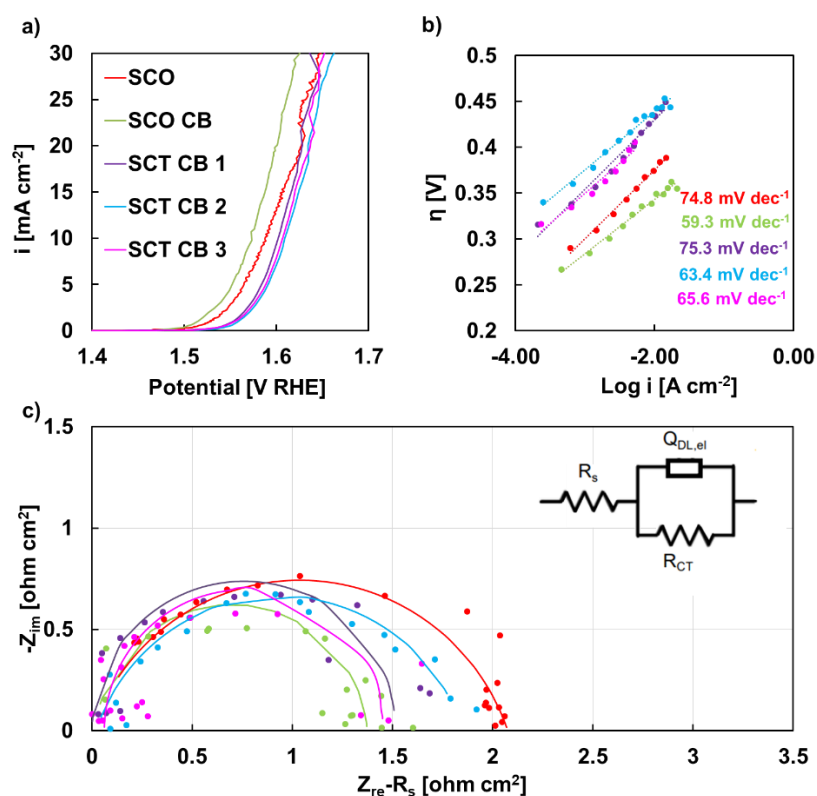 a)
30
25
20
15
10
5
0
i [mA cm-2]
SCO
SCO CB
SCT CB 1
SCT CB 2
SCT CB 3
1.4 1.5 1.6 1.7
Potential [V RHE]
b)
0.5
0.45
0.4
0.35
0.3
0.25
0.2
η [V]
74.8 mV dec-1
59.3 mV dec-1
75.3 mV dec-1
63.4 mV dec-1
65.6 mV dec-1
-4.00 -2.00 0.00
Log i [A cm-2]
c)
1.5
1
0.5
0
-Zim [ohm cm2]
QDL,el
Rs
RCT
0 0.5 1 1.5 2 2.5 3 3.5
Zre-Rs [ohm cm2]